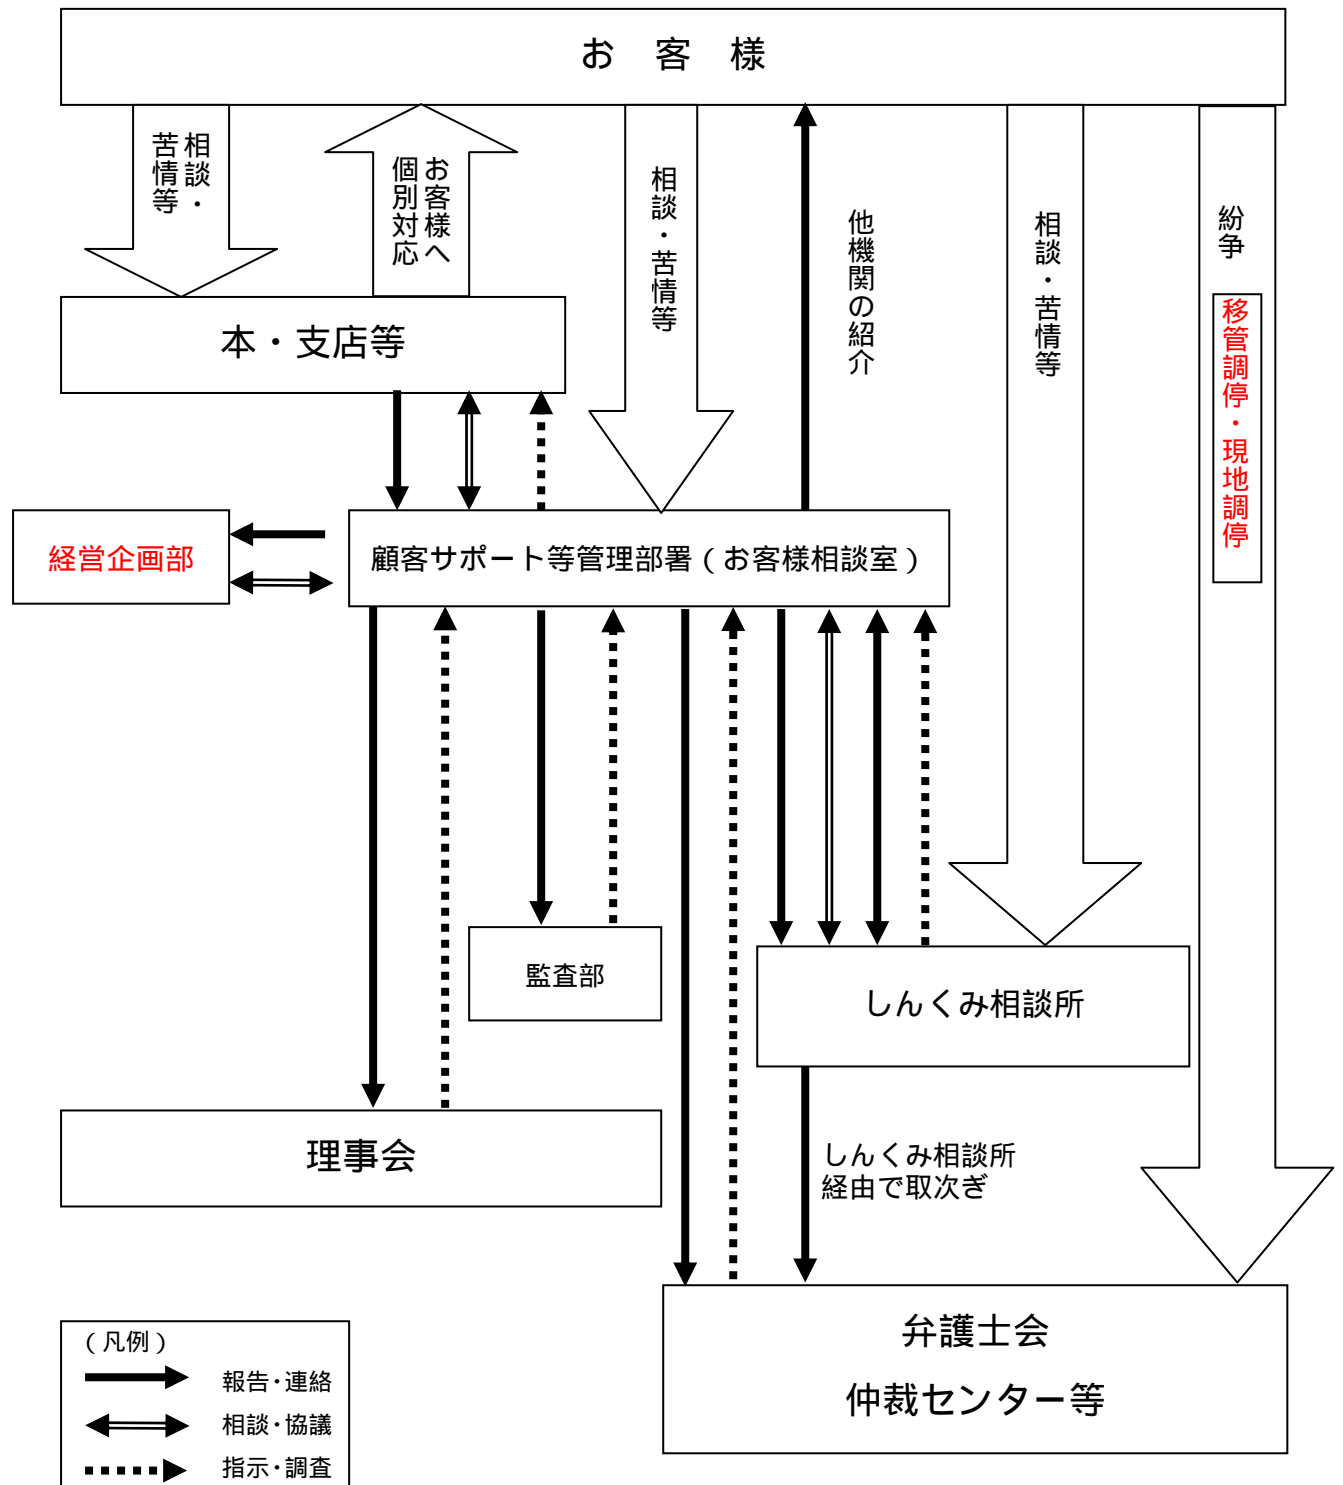 お　客　様
相談・
苦情等
お客様へ
個別対応
相談・苦情等
他機関の紹介
相談・苦情等
紛争
移管調停・現地調停
本・支店等
経営企画部
顧客サポート等管理部署（お客様相談室）
監査部
しんくみ相談所
理事会
しんくみ相談所
経由で取次ぎ
弁護士会
仲裁センター等
（凡例）
報告・連絡
相談・協議
指示・調査